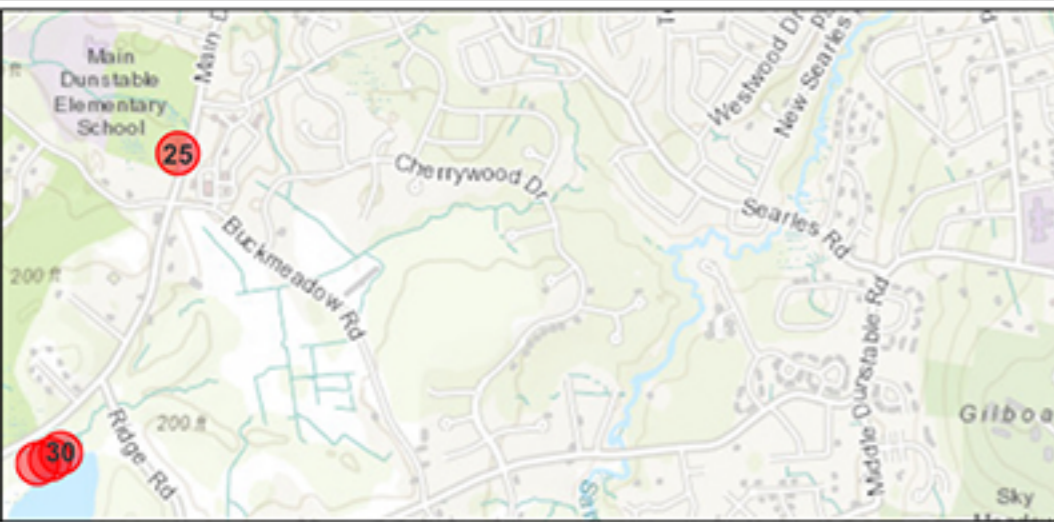 Main
Dunstable
Elementary
School
Main
25
Cherrywood Dr
Westwood Dr
New Searles
Searles Rd
Buckmeadow Rd
200 ft
Middle Dunstable Rd
Ridge Rd
200 ft
30
Gilboa
Sky